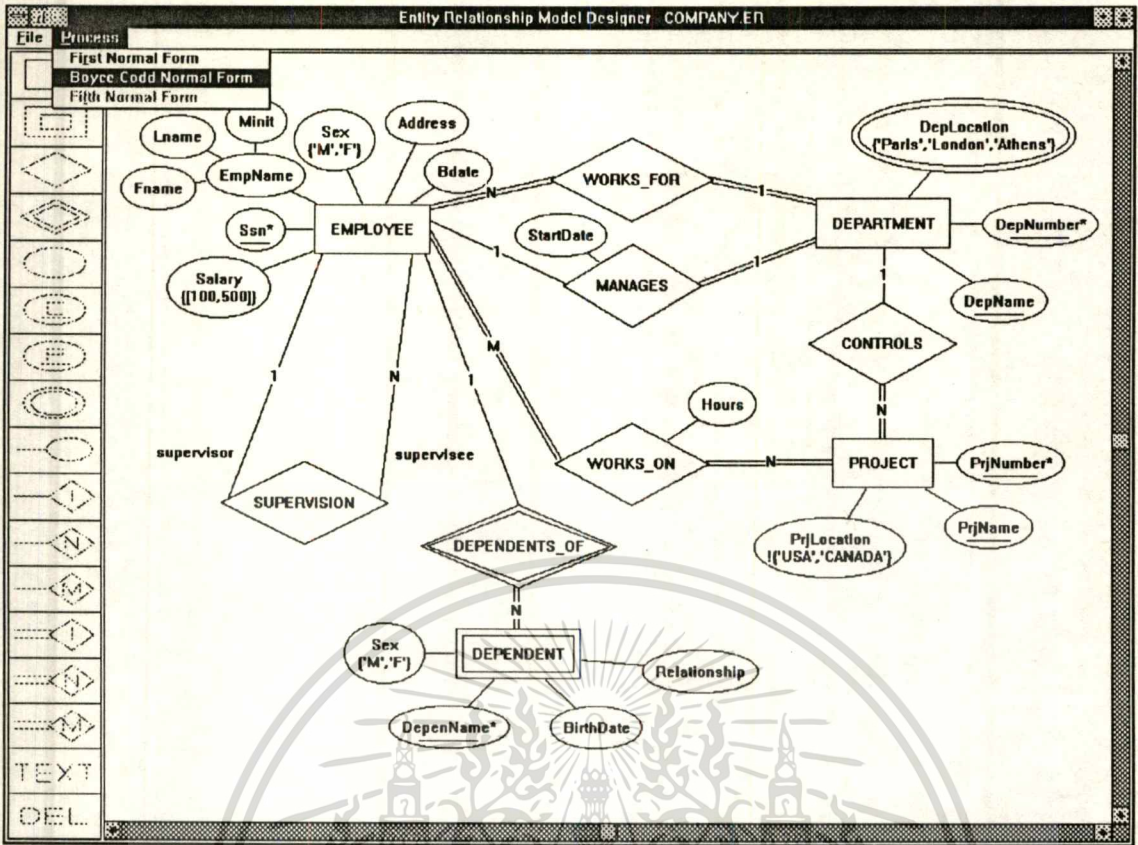 Entity Relationship Model Designer COMPANY.ER
File Process
First Normal Form
Boyce Codd Normal Form
Fifth Normal Form
Lname
Minit
Sex
{'M','F'}
Address
Fname
EmpName
Bdate
Ssn*
EMPLOYEE
Salary
{[100,500]}
N
WORKS_FOR
1
DepLocation
{'Paris','London','Athens'}
DEPARTMENT
DepNumber*
DepName
StartDate
1
MANAGES
1
1
CONTROLS
N
1
N
M
1
supervisor
supervisee
SUPERVISION
Hours
WORKS_ON
N
PROJECT
PrjNumber*
PrjName
PrjLocation
!{'USA','CANADA'}
DEPENDENTS_OF
N
Sex
{'M','F'}
DEPENDENT
Relationship
DepenName*
BirthDate
I
N
M
I
N
M
TEXT
DEL